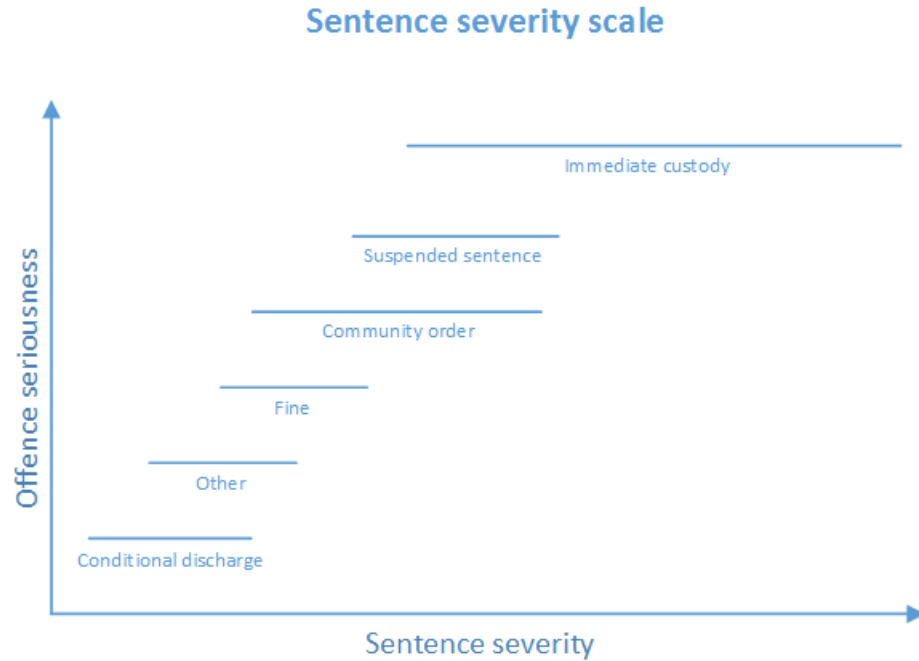 Sentence severity scale
Immediate custody
Suspended sentence
Community order
Fine
Other
Conditional discharge
Offence seriousness
Sentence severity